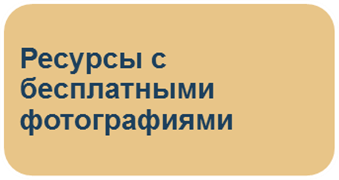 Ресурсы с
бесплатными
фотографиями